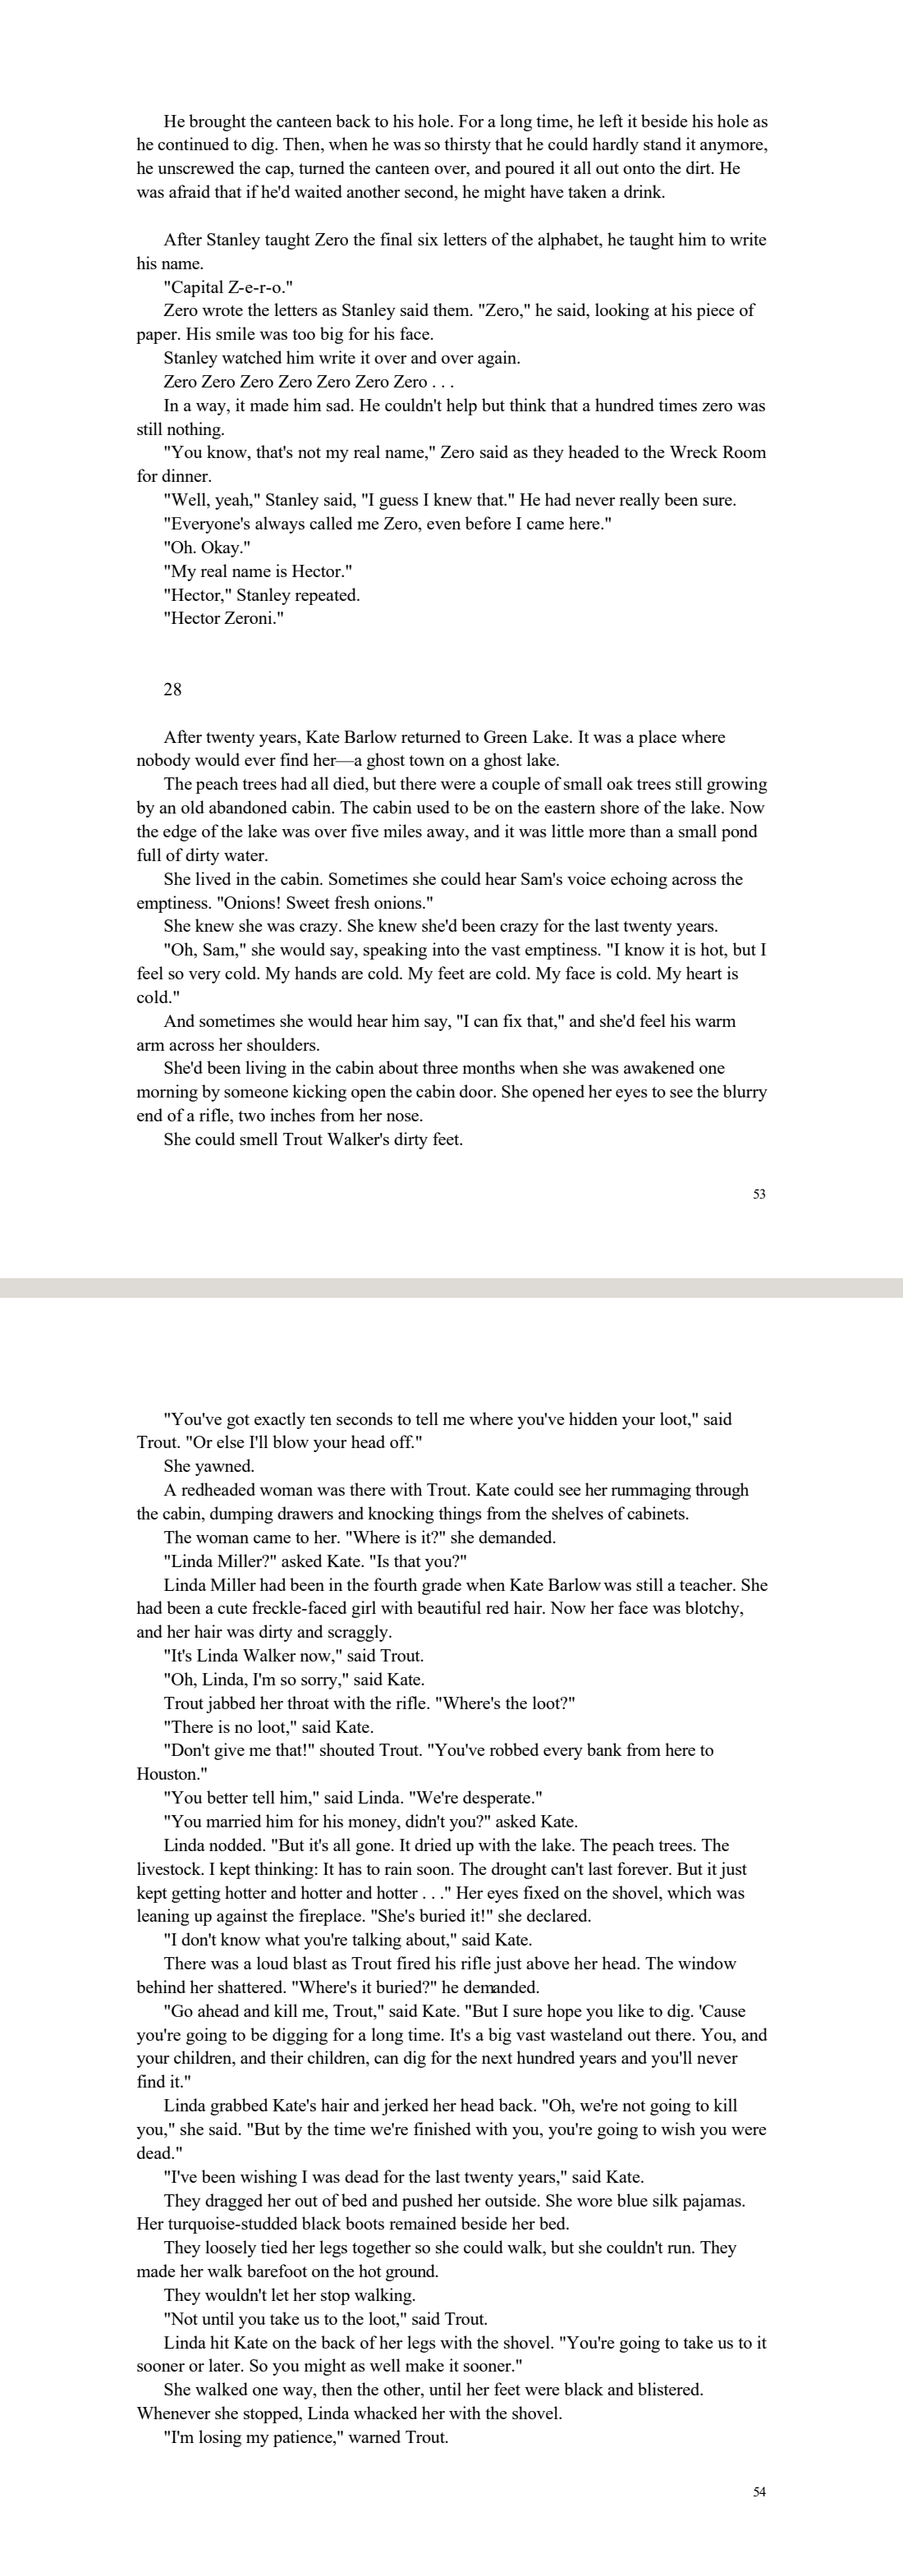 He brought the canteen back to his hole. For a long time, he left it beside his hole as
he continued to dig. Then, when he was so thirsty that he could hardly stand it anymore,
he unscrewed the cap, turned the canteen over, and poured it all out onto the dirt. He
was afraid that if he'd waited another second, he might have taken a drink.
After Stanley taught Zero the final six letters of the alphabet, he taught him to write
his name.
"Capital Z-e-r-o."
Zero wrote the letters as Stanley said them. "Zero," he said, looking at his piece of
paper. His smile was too big for his face.
Stanley watched him write it over and over again.
Zero Zero Zero Zero Zero Zero Zero . . .
In a way, it made him sad. He couldn't help but think that a hundred times zero was
still nothing.
"You know, that's not my real name," Zero said as they headed to the Wreck Room
for dinner.
"Well, yeah," Stanley said, "I guess I knew that." He had never really been sure.
"Everyone's always called me Zero, even before I came here."
"Oh. Okay."
"My real name is Hector."
"Hector," Stanley repeated.
"Hector Zeroni."
28
After twenty years, Kate Barlow returned to Green Lake. It was a place where
nobody would ever find her—a ghost town on a ghost lake.
The peach trees had all died, but there were a couple of small oak trees still growing
by an old abandoned cabin. The cabin used to be on the eastern shore of the lake. Now
the edge of the lake was over five miles away, and it was little more than a small pond
full of dirty water.
She lived in the cabin. Sometimes she could hear Sam's voice echoing across the
emptiness. "Onions! Sweet fresh onions."
She knew she was crazy. She knew she'd been crazy for the last twenty years.
"Oh, Sam," she would say, speaking into the vast emptiness. "I know it is hot, but I
feel so very cold. My hands are cold. My feet are cold. My face is cold. My heart is
cold."
And sometimes she would hear him say, "I can fix that," and she'd feel his warm
arm across her shoulders.
She'd been living in the cabin about three months when she was awakened one
morning by someone kicking open the cabin door. She opened her eyes to see the blurry
end of a rifle, two inches from her nose.
She could smell Trout Walker's dirty feet.
53
"You've got exactly ten seconds to tell me where you've hidden your loot," said
Trout. "Or else I'll blow your head off."
She yawned.
A redheaded woman was there with Trout. Kate could see her rummaging through
the cabin, dumping drawers and knocking things from the shelves of cabinets.
The woman came to her. "Where is it?" she demanded.
"Linda Miller?" asked Kate. "Is that you?"
Linda Miller had been in the fourth grade when Kate Barlow was still a teacher. She
had been a cute freckle-faced girl with beautiful red hair. Now her face was blotchy,
and her hair was dirty and scraggly.
"It's Linda Walker now," said Trout.
"Oh, Linda, I'm so sorry," said Kate.
Trout jabbed her throat with the rifle. "Where's the loot?"
"There is no loot," said Kate.
"Don't give me that!" shouted Trout. "You've robbed every bank from here to
Houston."
"You better tell him," said Linda. "We're desperate."
"You married him for his money, didn't you?" asked Kate.
Linda nodded. "But it's all gone. It dried up with the lake. The peach trees. The
livestock. I kept thinking: It has to rain soon. The drought can't last forever. But it just
kept getting hotter and hotter and hotter . . ." Her eyes fixed on the shovel, which was
leaning up against the fireplace. "She's buried it!" she declared.
"I don't know what you're talking about," said Kate.
There was a loud blast as Trout fired his rifle just above her head. The window
behind her shattered. "Where's it buried?" he demanded.
"Go ahead and kill me, Trout," said Kate. "But I sure hope you like to dig. 'Cause
you're going to be digging for a long time. It's a big vast wasteland out there. You, and
your children, and their children, can dig for the next hundred years and you'll never
find it."
Linda grabbed Kate's hair and jerked her head back. "Oh, we're not going to kill
you," she said. "But by the time we're finished with you, you're going to wish you were
dead."
"I've been wishing I was dead for the last twenty years," said Kate.
They dragged her out of bed and pushed her outside. She wore blue silk pajamas.
Her turquoise-studded black boots remained beside her bed.
They loosely tied her legs together so she could walk, but she couldn't run. They
made her walk barefoot on the hot ground.
They wouldn't let her stop walking.
"Not until you take us to the loot," said Trout.
Linda hit Kate on the back of her legs with the shovel. "You're going to take us to it
sooner or later. So you might as well make it sooner."
She walked one way, then the other, until her feet were black and blistered.
Whenever she stopped, Linda whacked her with the shovel.
"I'm losing my patience," warned Trout.
54